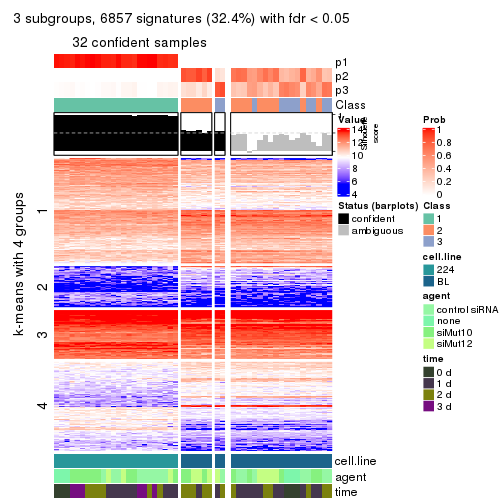 3 subgroups, 6857 signatures (32.4%) with fdr < 0.05
32 confident samples
p1
p2
p3
Class
k-means with 4 groups
1
2
3
4
Value
14
12
10
8
6
4
Silhouette
score
1
Prob
1
0.8
0.6
0.4
0.2
0
Status (barplots)
confident
ambiguous
Class
1
2
3
cell.line
224
BL
agent
control siRNA
none
siMut10
siMut12
time
0 d
1 d
2 d
3 d
cell.line
agent
time